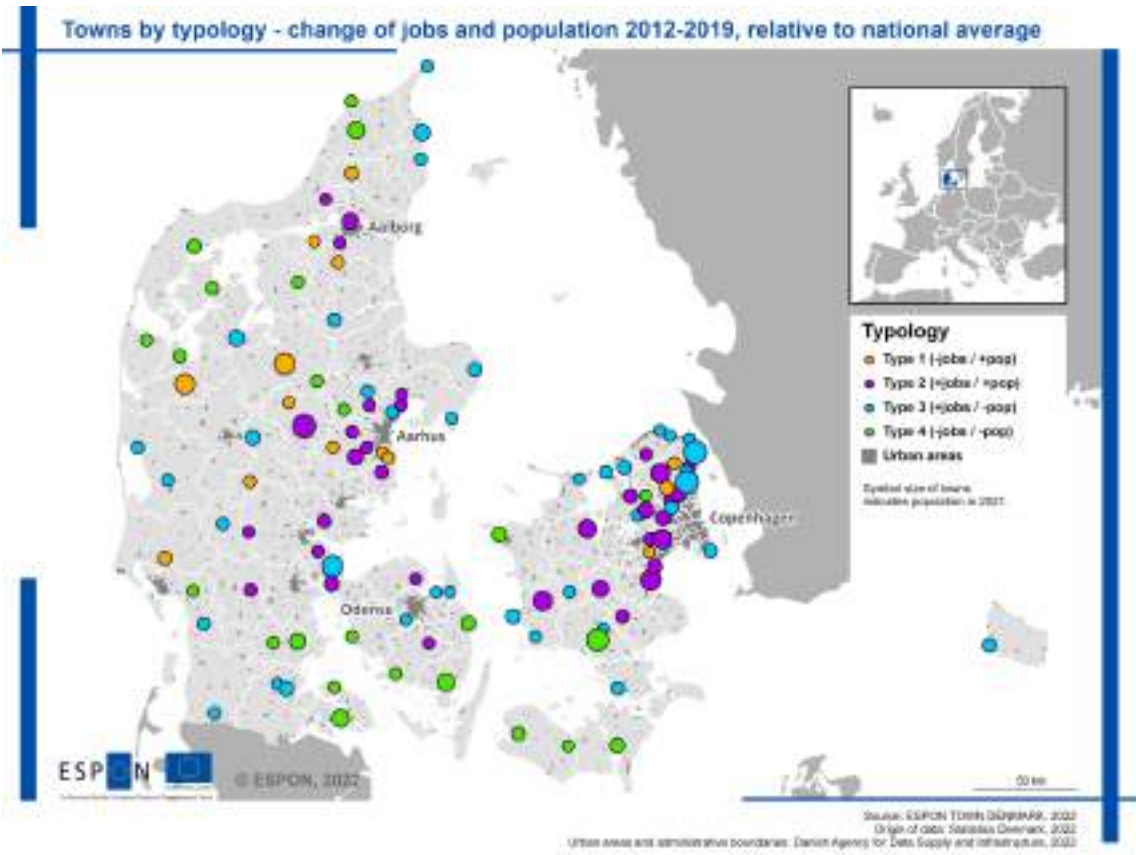 Towns by typology - change of jobs and population 2012-2019, relative to national average
Aalborg
Aarhus
Copenhagen
Odense
Typology
Type 1 (-jobs / +pop)
Type 2 (+jobs / +pop)
Type 3 (+jobs / -pop)
Type 4 (-jobs / -pop)
Urban areas
Symbol size of towns
indicates population in 2021.
ESPON
© ESPON, 2022
50 km
Source: ESPON TOWN DENMARK, 2022
Origin of data: Statistics Denmark, 2022
Urban areas and administrative boundaries: Danish Agency for Data Supply and Infrastructure, 2022